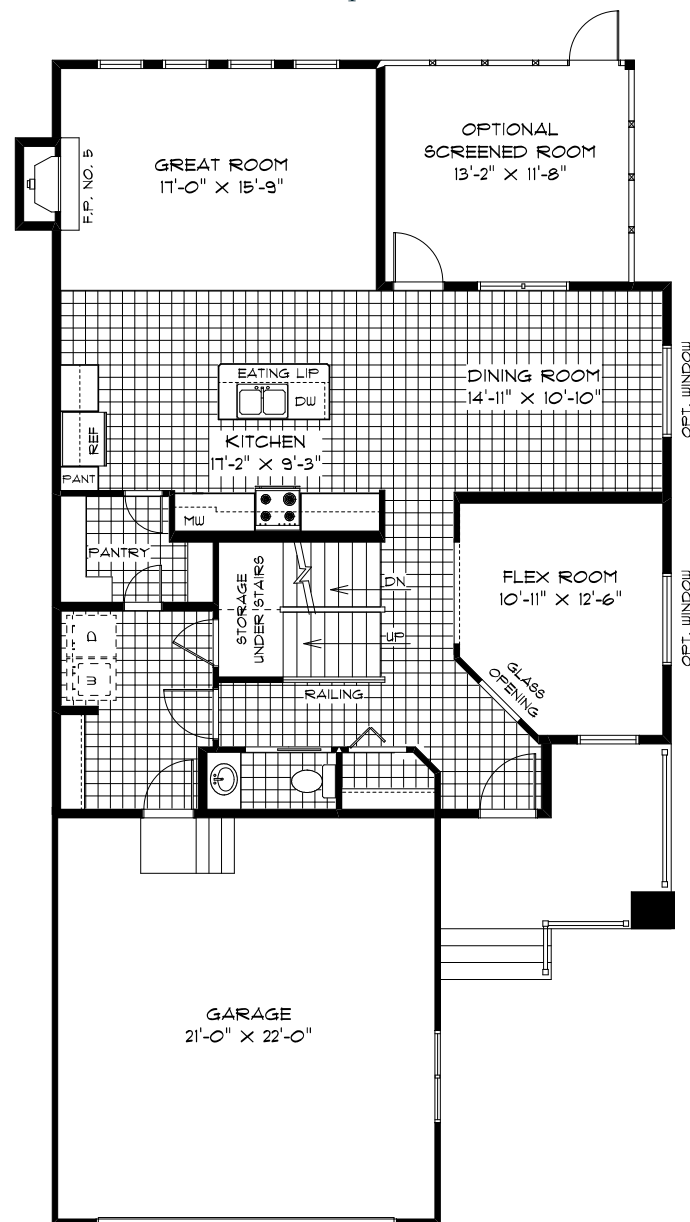 OPTIONAL
SCREENED ROOM
13'-2" X 11'-8"
GREAT ROOM
17'-0" X 15'-9"
F.P. NO. 5
OPT. WINDOW
EATING LIP
DW
DINING ROOM
14'-11" X 10'-10"
REF
KITCHEN
17'-2" X 9'-3"
PANT
MW
PANTRY
STORAGE
UNDER STAIRS
DN
FLEX ROOM
10'-11" X 12'-6"
OPT. WINDOW
D
UP
W
GLASS
OPENING
RAILING
GARAGE
21'-0" X 22'-0"